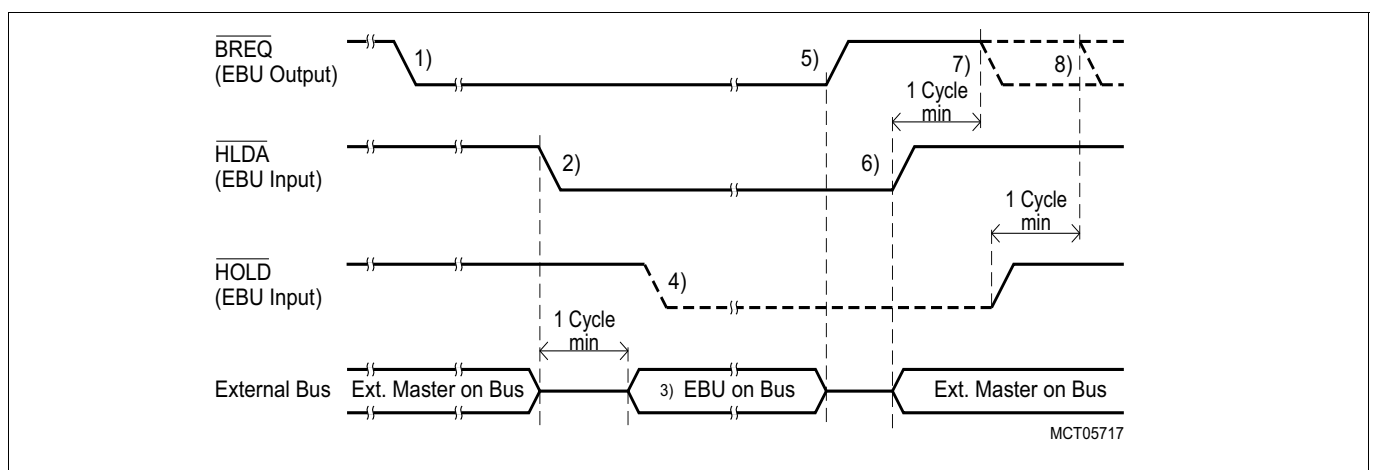 BREQ
(EBU Output)
1)
5)
7)
8)
1 Cycle
min
HLDA
(EBU Input)
2)
6)
1 Cycle
min
HOLD
(EBU Input)
4)
1 Cycle
min
External Bus
Ext. Master on Bus
3) EBU on Bus
Ext. Master on Bus
MCT05717